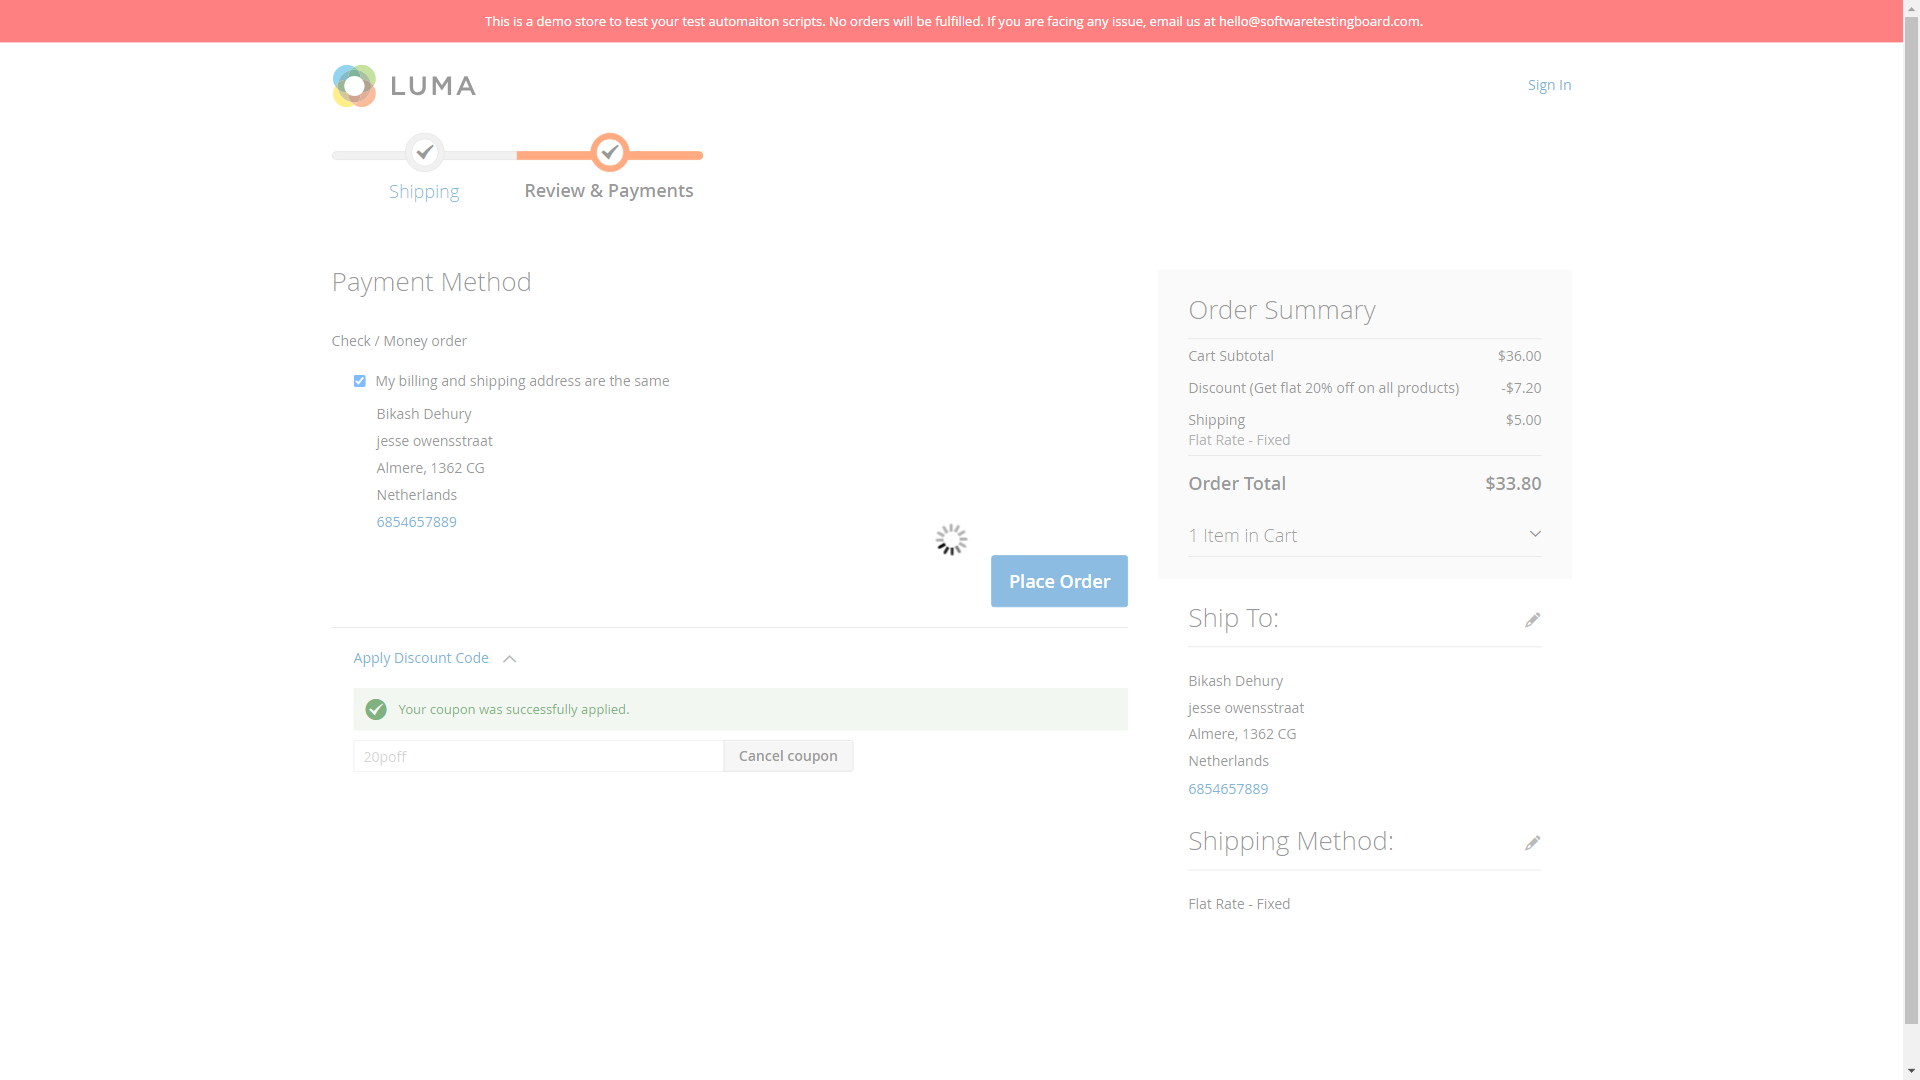 This is a demo store to test your test automaiton scripts. No orders will be fulfilled. If you are facing any issue, email us at hello@softwaretestingboard.com.
LUMA
Sign In
Shipping
Review & Payments
Payment Method
Check / Money order
My billing and shipping address are the same
Bikash Dehury
jesse owensstraat
Almere, 1362 CG
Netherlands
6854657889
Place Order
Apply Discount Code
Your coupon was successfully applied.
20poff
Cancel coupon
Order Summary
Cart Subtotal $36.00
Discount (Get flat 20% off on all products) -$7.20
Shipping $5.00
Flat Rate - Fixed
Order Total $33.80
1 Item in Cart
Ship To:
Bikash Dehury
jesse owensstraat
Almere, 1362 CG
Netherlands
6854657889
Shipping Method:
Flat Rate - Fixed